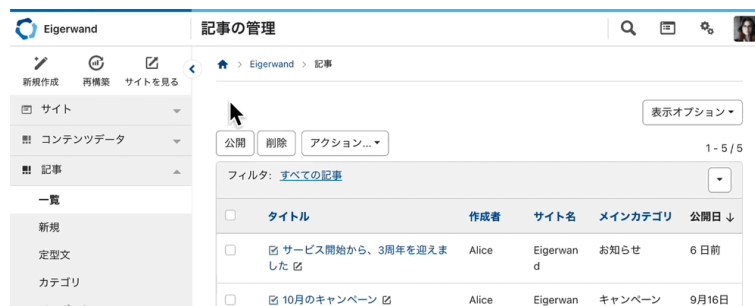 Eigerwand
記事の管理
新規作成 再構築 サイトを見る
Eigerwand 記事
サイト
コンテンツデータ
記事
一覧
新規
定型文
カテゴリ
表示オプション
公開 削除 アクション...
1 - 5 / 5
フィルタ: すべての記事
タイトル 作成者 サイト名 メインカテゴリ 公開日
サービス開始から、3周年を迎えま Alice Eigerwan お知らせ 6 日前
した d
10月のキャンペーン Alice Eigerwan キャンペーン 9月16日